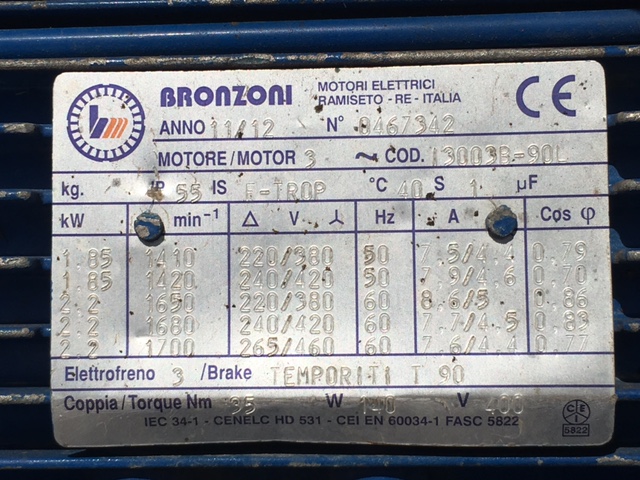 bm
BRONZONI
MOTORI ELETTRICI
RAMISETO - RE - ITALIA
CE
ANNO 11/12 N° 0467342
MOTORE/MOTOR 3 ~ COD. 13003B-90L
kg. IP 55 IS F-TROP °C 40 S 1 µF
kW min⁻¹ Δ V Hz A Cos φ
1.85 1410 220/380 50 7.5/4.4 0,79
1.85 1420 240/420 50 7.9/4.6 0,70
2.2 1650 220/380 60 8.6/5 0,86
2.2 1680 240/420 60 7.7/4.5 0,83
2.2 1700 265/460 60 7.6/4.4 0,77
Elettrofreno 3 /Brake TEMPORITI T 90
Coppia/Torque Nm 35 W V 400
IEC 34-1 - CENELC HD 531 - CEI EN 60034-1 FASC 5822
CEI
5822